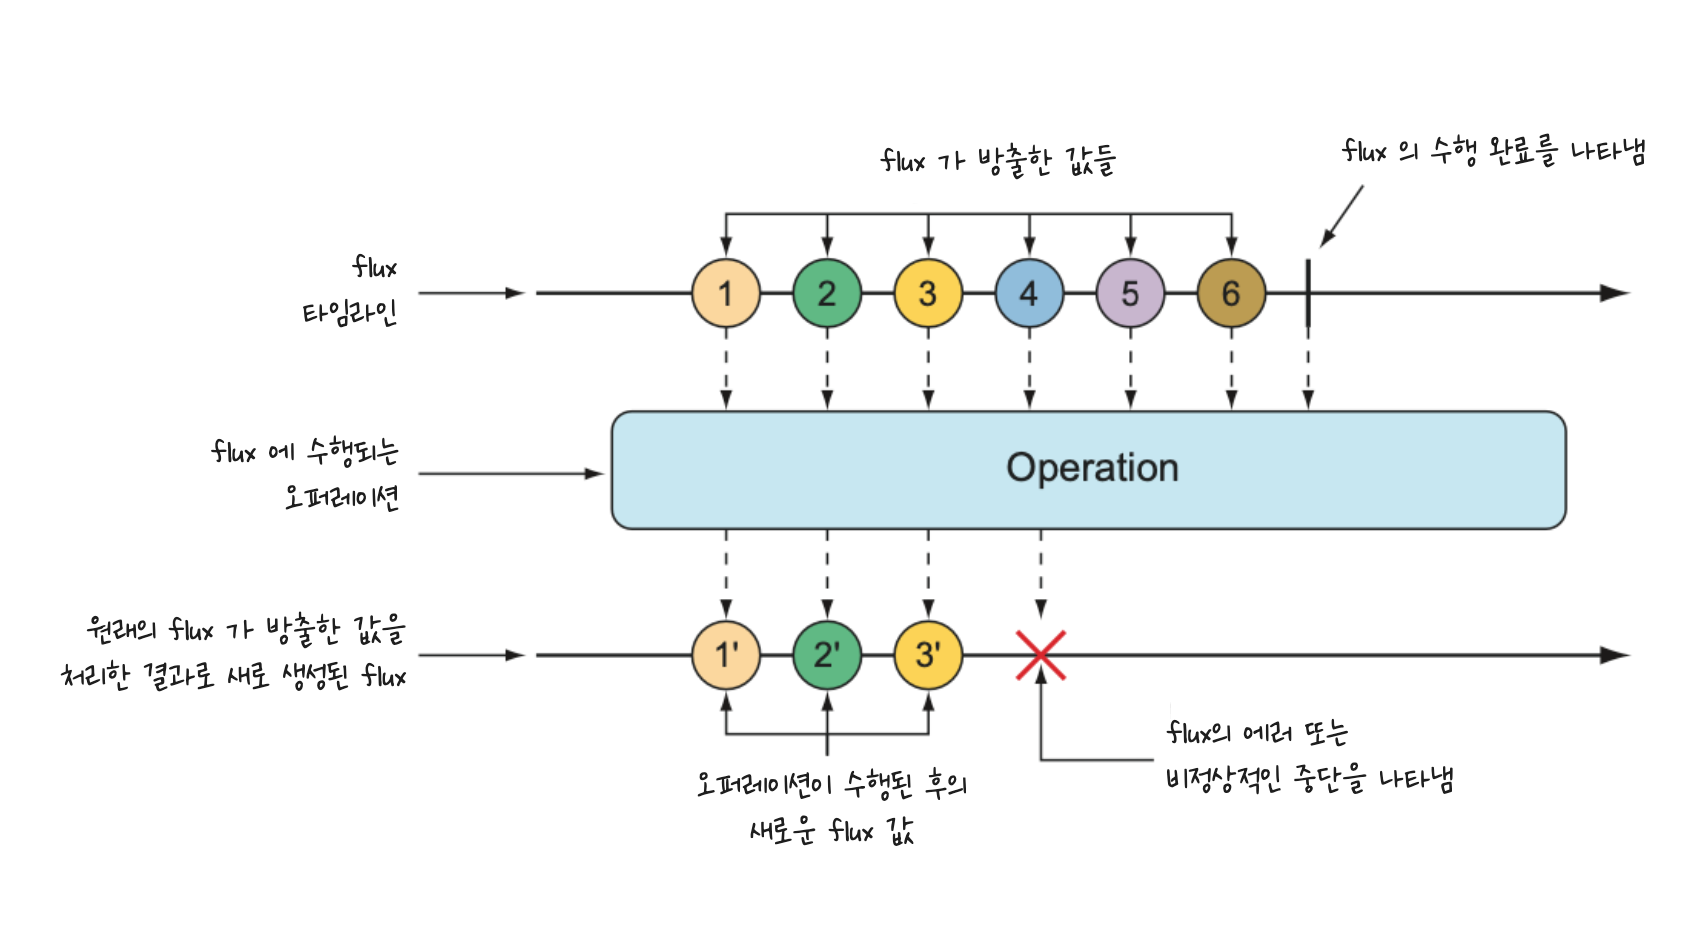 flux 가 방출한 값들
flux 의 수행 완료를 나타냄
flux
타임라인
1 2 3 4 5 6
flux 에 수행되는
오퍼레이션
Operation
원래의 flux 가 방출한 값을
처리한 결과로 새로 생성된 flux
1' 2' 3'
오퍼레이션이 수행된 후의
새로운 flux 값
flux의 에러 또는
비정상적인 중단을 나타냄